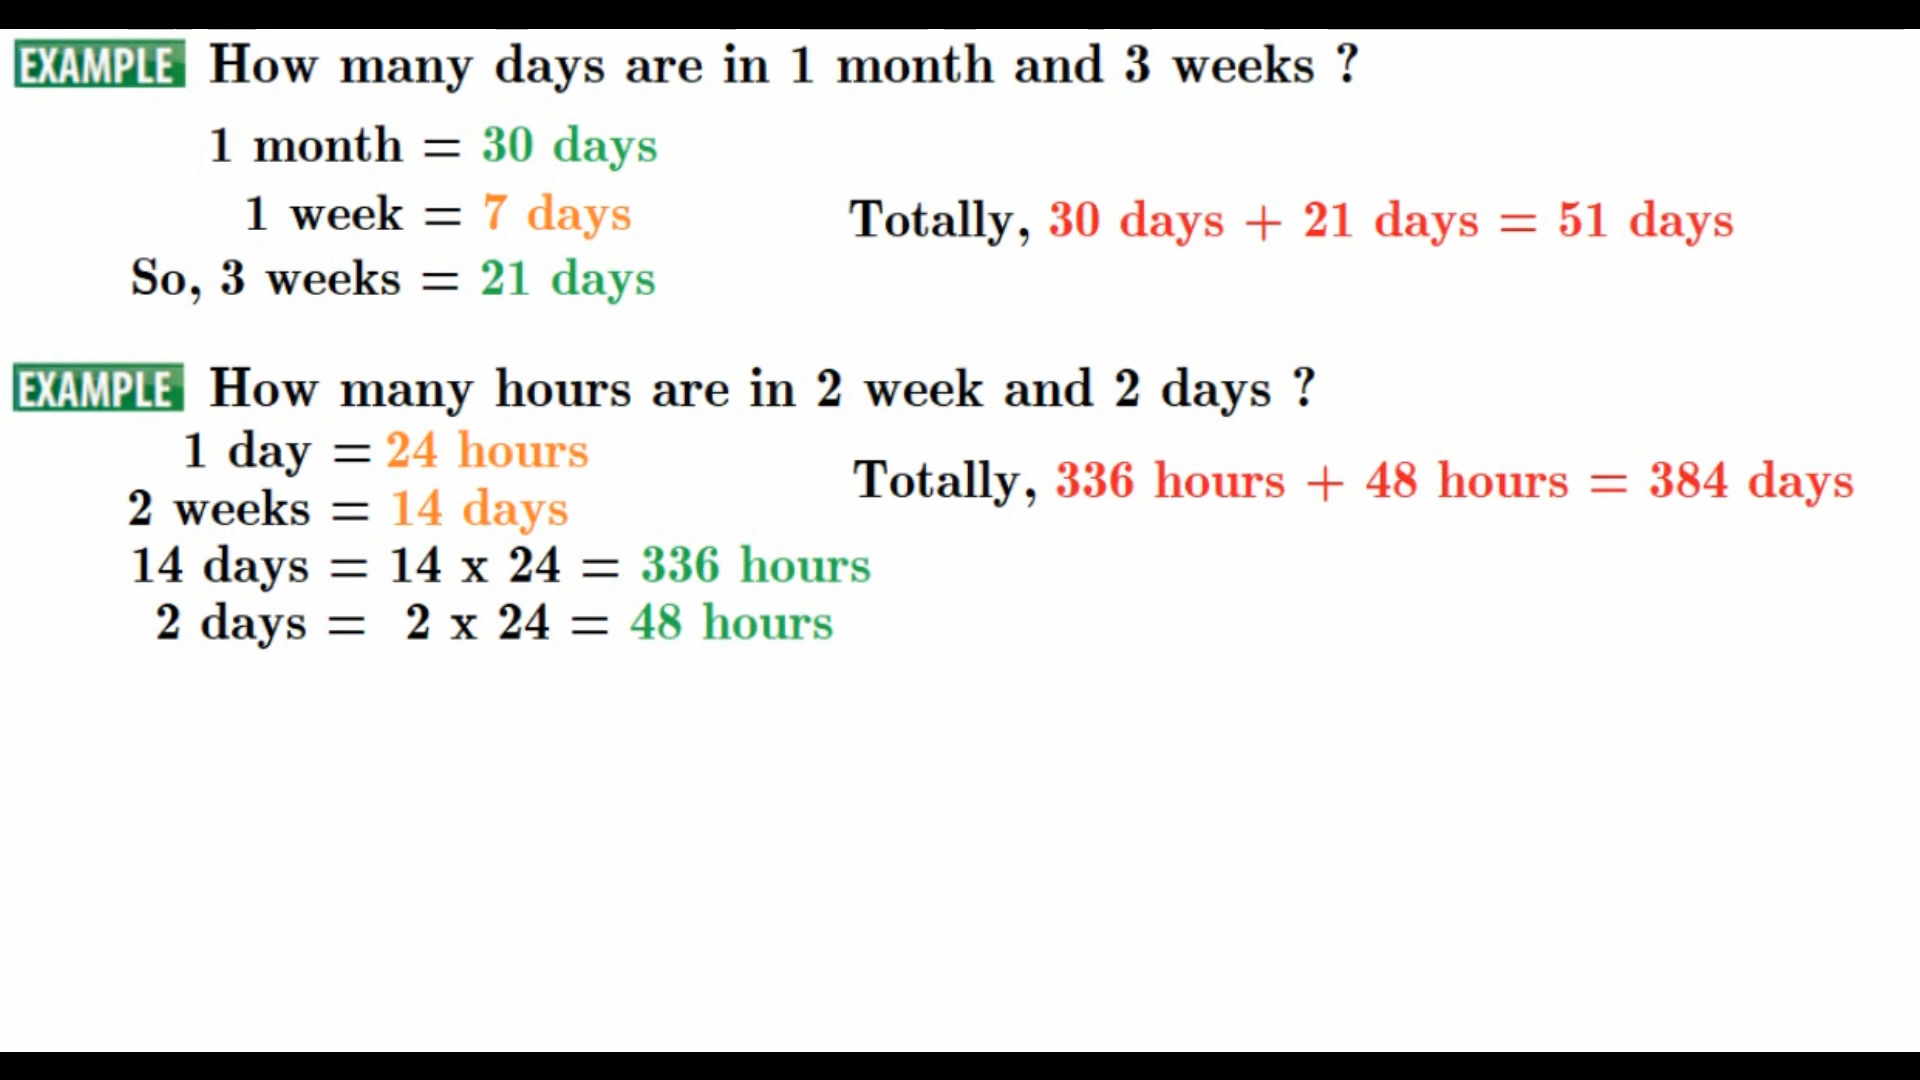 EXAMPLE How many days are in 1 month and 3 weeks ?
1 month = 30 days
1 week = 7 days
So, 3 weeks = 21 days
Totally, 30 days + 21 days = 51 days
EXAMPLE How many hours are in 2 week and 2 days ?
1 day = 24 hours
2 weeks = 14 days
14 days = 14 x 24 = 336 hours
2 days = 2 x 24 = 48 hours
Totally, 336 hours + 48 hours = 384 days